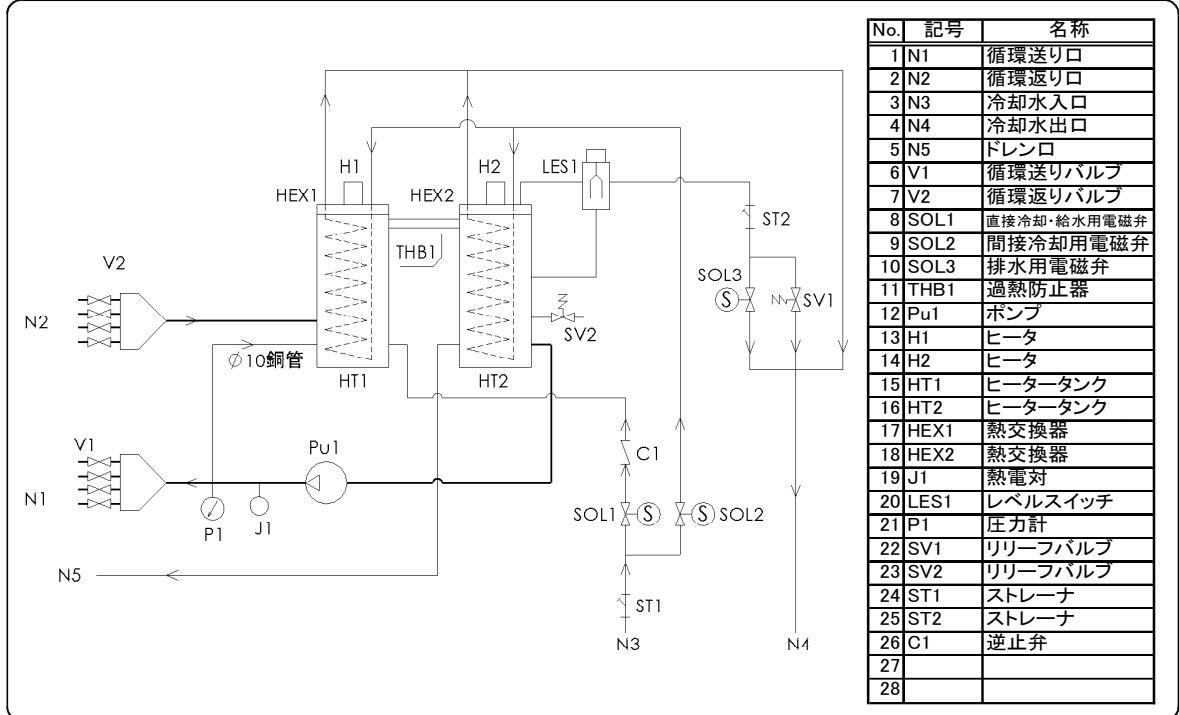 H1
H2
LES1
HEX1
HEX2
THB1
ST2
V2
SOL3
S
SV1
N2
SV2
∅10銅管
HT1
HT2
V1
Pu1
C1
N1
P1
J1
SOL1
S
S
SOL2
N5
ST1
N3
N4
No. 記号 名称
1 N1 循環送り口
2 N2 循環返り口
3 N3 冷却水入口
4 N4 冷却水出口
5 N5 ドレン口
6 V1 循環送りバルブ
7 V2 循環返りバルブ
8 SOL1 直接冷却・給水用電磁弁
9 SOL2 間接冷却用電磁弁
10 SOL3 排水用電磁弁
11 THB1 過熱防止器
12 Pu1 ポンプ
13 H1 ヒータ
14 H2 ヒータ
15 HT1 ヒータータンク
16 HT2 ヒータータンク
17 HEX1 熱交換器
18 HEX2 熱交換器
19 J1 熱電対
20 LES1 レベルスイッチ
21 P1 圧力計
22 SV1 リリーフバルブ
23 SV2 リリーフバルブ
24 ST1 ストレーナ
25 ST2 ストレーナ
26 C1 逆止弁
27
28